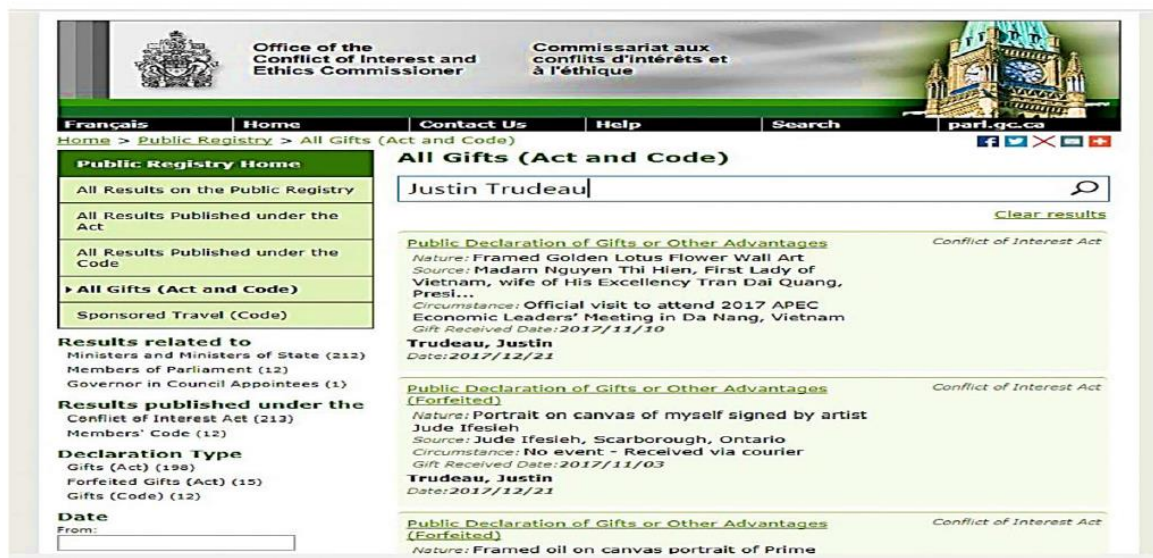 Office of the
Conflict of Interest and
Ethics Commissioner
Commissariat aux
conflits d'intérêts et
à l'éthique
Français
Home
Contact Us
Help
Search
parl.gc.ca
Home > Public Registry > All Gifts (Act and Code)
Public Registry Home
All Results on the Public Registry
All Results Published under the
Act
All Results Published under the
Code
All Gifts (Act and Code)
Sponsored Travel (Code)
Results related to
Ministers and Ministers of State (212)
Members of Parliament (12)
Governor in Council Appointees (1)
Results published under the
Conflict of Interest Act (213)
Members' Code (12)
Declaration Type
Gifts (Act) (198)
Forfeited Gifts (Act) (15)
Gifts (Code) (12)
Date
From:
All Gifts (Act and Code)
Justin Trudeau
Clear results
Public Declaration of Gifts or Other Advantages
Conflict of Interest Act
Nature: Framed Golden Lotus Flower Wall Art
Source: Madam Nguyen Thi Hien, First Lady of
Vietnam, wife of His Excellency Tran Dai Quang,
Presi...
Circumstance: Official visit to attend 2017 APEC
Economic Leaders' Meeting in Da Nang, Vietnam
Gift Received Date:2017/11/10
Trudeau, Justin
Date:2017/12/21
Public Declaration of Gifts or Other Advantages
(Forfeited)
Conflict of Interest Act
Nature: Portrait on canvas of myself signed by artist
Jude Ifesieh
Source: Jude Ifesieh, Scarborough, Ontario
Circumstance: No event - Received via courier
Gift Received Date:2017/11/03
Trudeau, Justin
Date:2017/12/21
Public Declaration of Gifts or Other Advantages
(Forfeited)
Conflict of Interest Act
Nature: Framed oil on canvas portrait of Prime